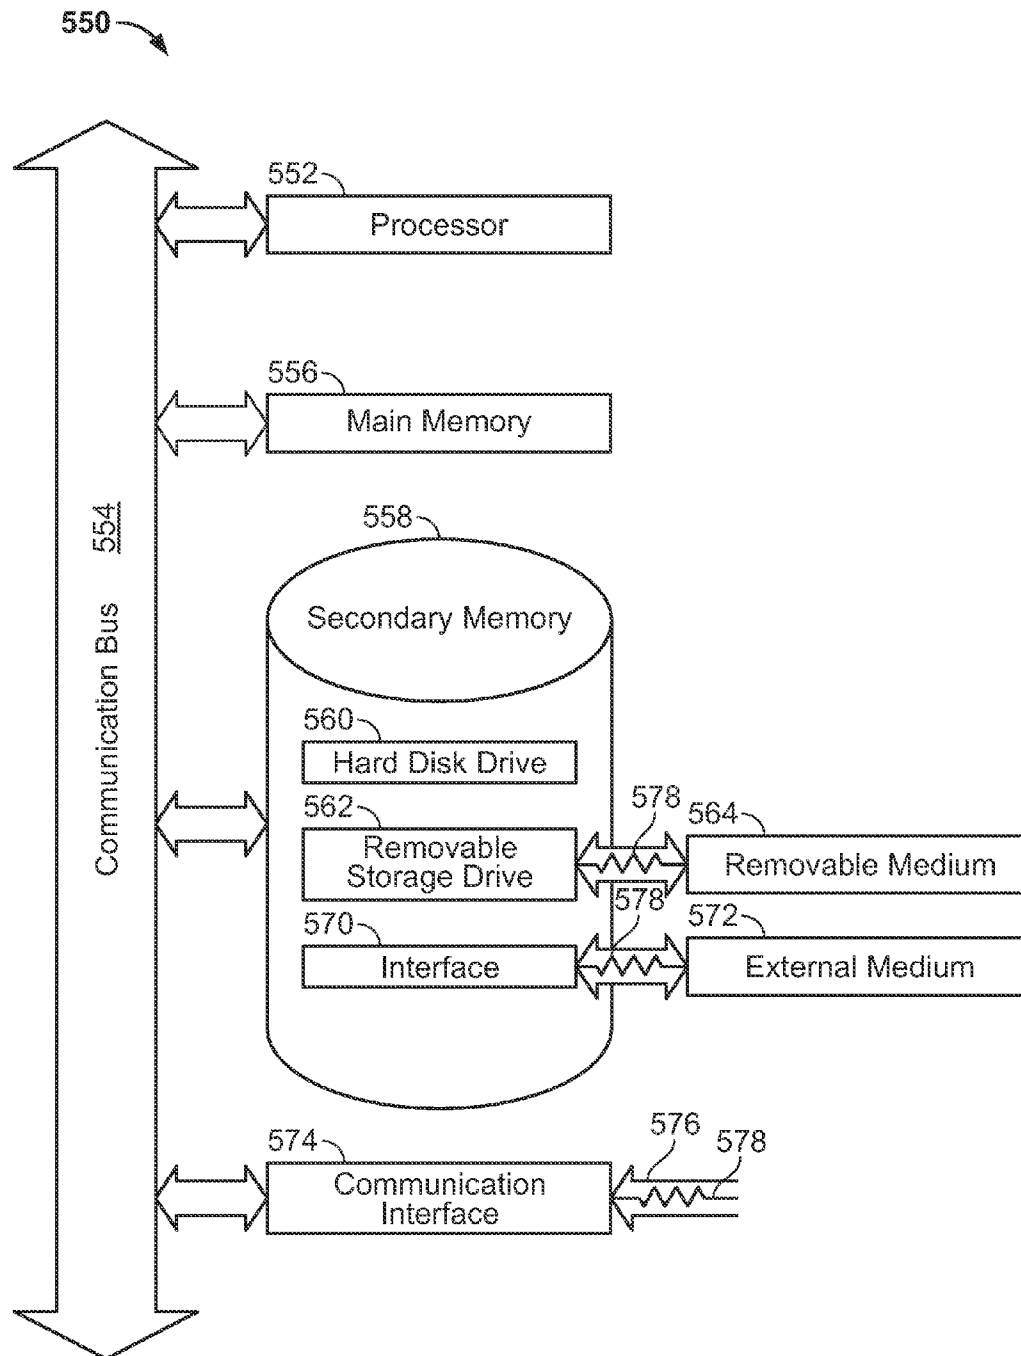 550
552
Processor
556
Main Memory
Communication Bus 554
558
Secondary Memory
560
Hard Disk Drive
562
Removable
Storage Drive
578
564
Removable Medium
570
Interface
578
572
External Medium
574
Communication
Interface
576
578